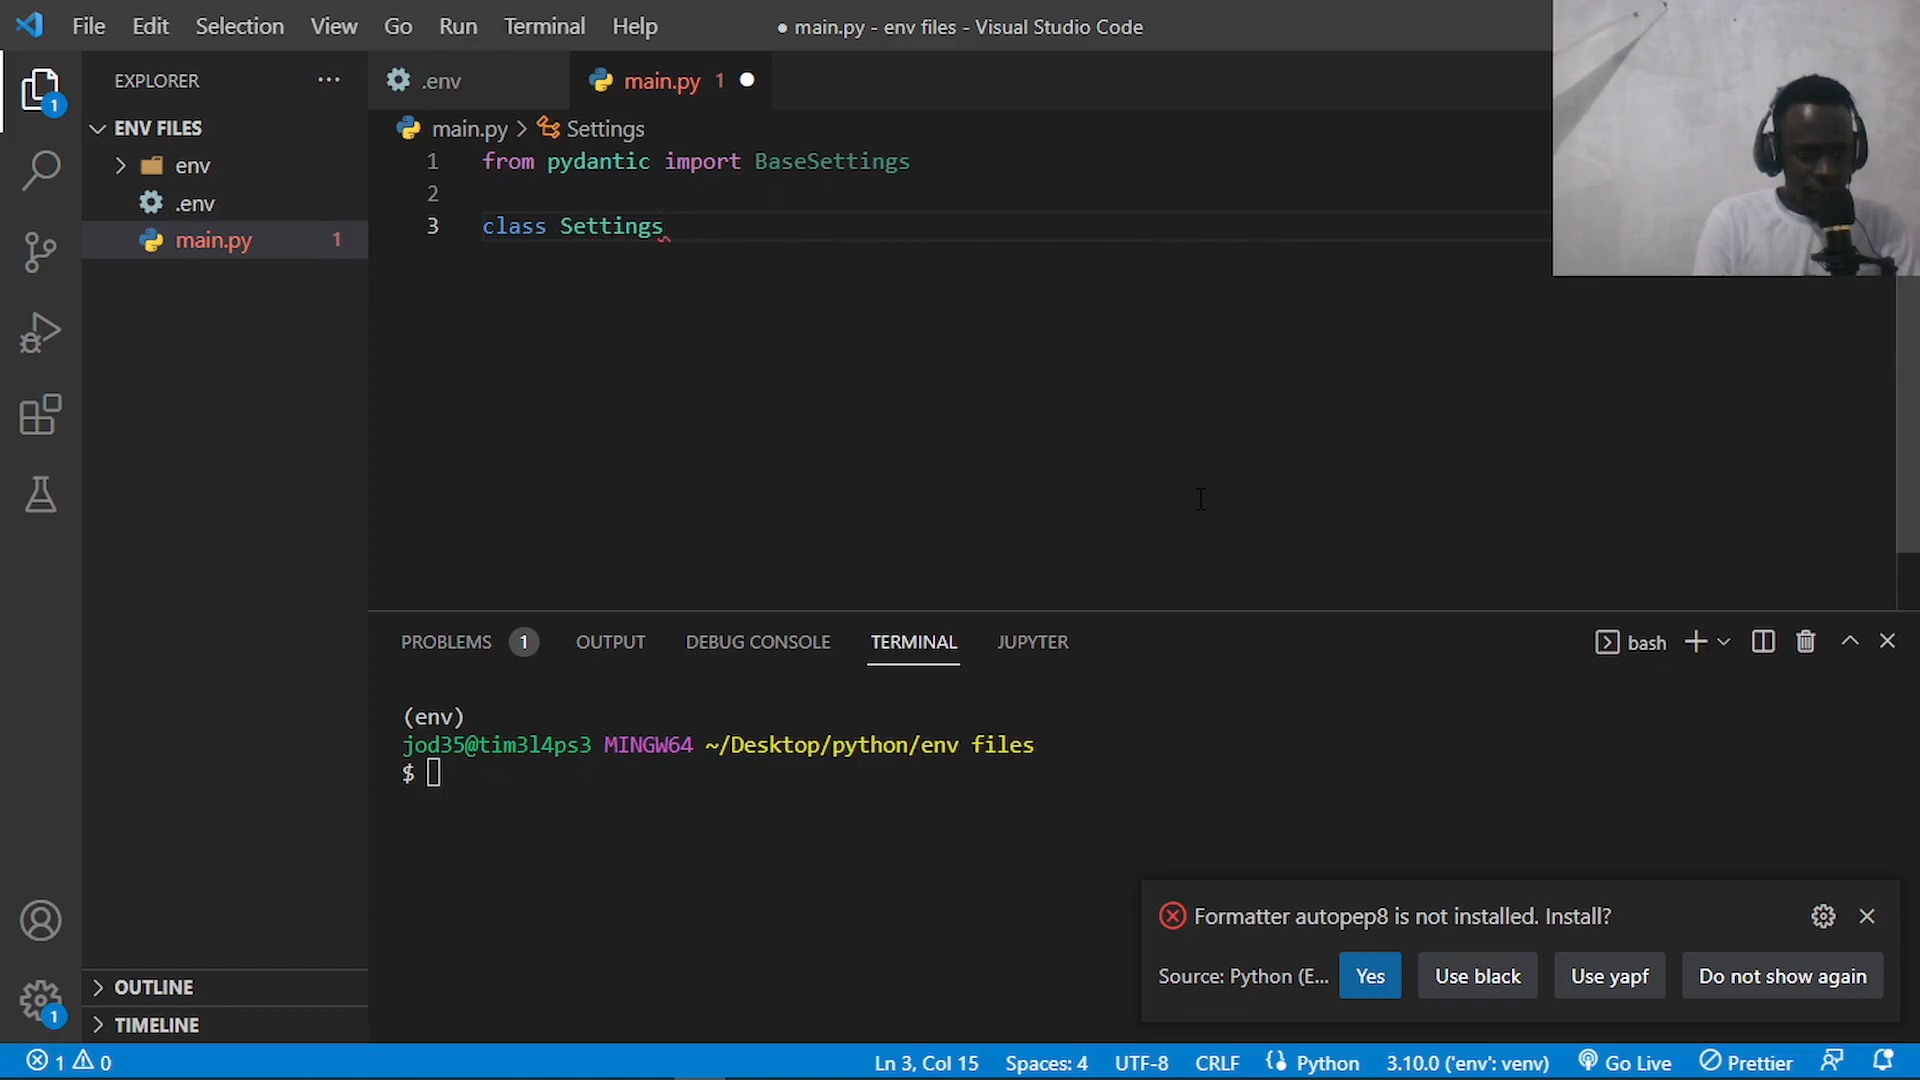 File Edit Selection View Go Run Terminal Help
● main.py - env files - Visual Studio Code
EXPLORER ···
ENV FILES
env
.env
main.py 1
OUTLINE
TIMELINE
.env
main.py 1
main.py > Settings
1 from pydantic import BaseSettings
2
3 class Settings
PROBLEMS 1 OUTPUT DEBUG CONSOLE TERMINAL JUPYTER
bash
(env)
jod35@tim3l4ps3 MINGW64 ~/Desktop/python/env files
$
Formatter autopep8 is not installed. Install?
Source: Python (E... Yes Use black Use yapf Do not show again
1
1
1 0 Ln 3, Col 15 Spaces: 4 UTF-8 CRLF Python 3.10.0 ('env': venv) Go Live Prettier